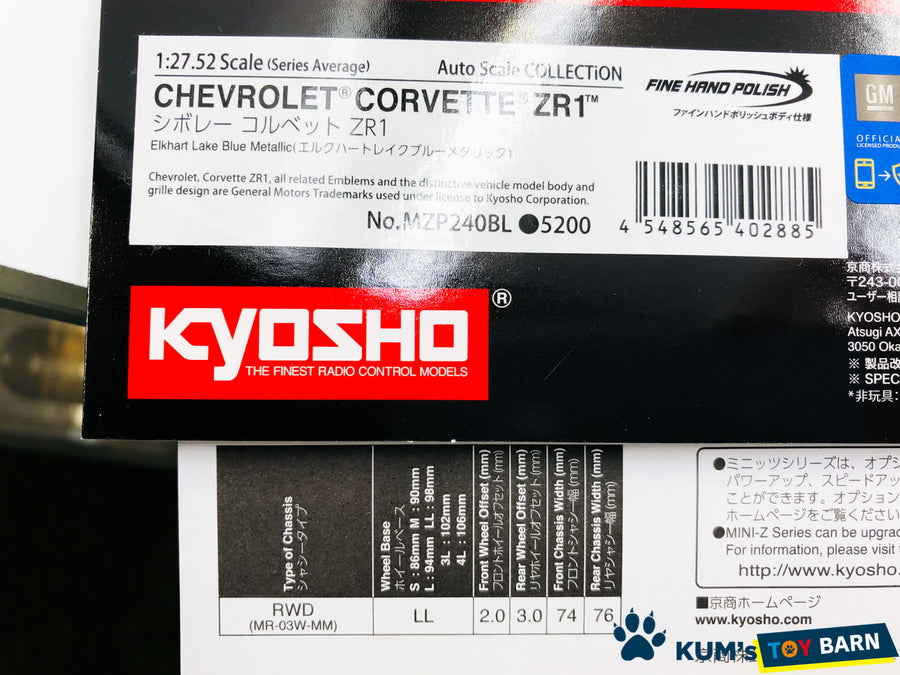 1:27.52 Scale (Series Average)
Auto Scale COLLECTiON
CHEVROLET® CORVETTE® ZR1™
シボレー コルベット ZR1
Elkhart Lake Blue Metallic(エルクハートレイクブルーメタリック)
FINE HAND POLISH
ファインハンドポリッシュボディ仕様
Chevrolet, Corvette ZR1, all related Emblems and the distinctive vehicle model body and
grille design are General Motors Trademarks used under license to Kyosho Corporation.
No.MZP240BL ●5200
4 548565 402885
GM
OFFICIA
LICENSED PRODU
京商株式
〒243-00
ユーザー相談
KYOSHO
Atsugi AX
3050 Oka
※ 製品改
※ SPEC
*非玩具:
KYOSHO®
THE FINEST RADIO CONTROL MODELS
Type of Chassis
シャシータイプ
Wheel Base
ホイールベース
S : 86mm M : 90mm
L : 94mm LL : 98mm
3L : 102mm
4L : 106mm
Front Wheel Offset (mm)
フロントホイールオフセット(mm)
Rear Wheel Offset (mm)
リヤホイールオフセット(mm)
Front Chassis Width (mm)
フロントシャシー幅(mm)
Rear Chassis Width (mm)
リヤシャシー幅(mm)
RWD
(MR-03W-MM)
LL
2.0
3.0
74
76
●ミニッツシリーズは、オプシ
パワーアップ、スピードアッ
ことができます。オプション
ホームページをご覧ください
●MINI-Z Series can be upgrad
For information, please visit t
http://www.kyosho.
■京商ホームページ
www.kyosho.com
京商株
KUM's TOY BARN